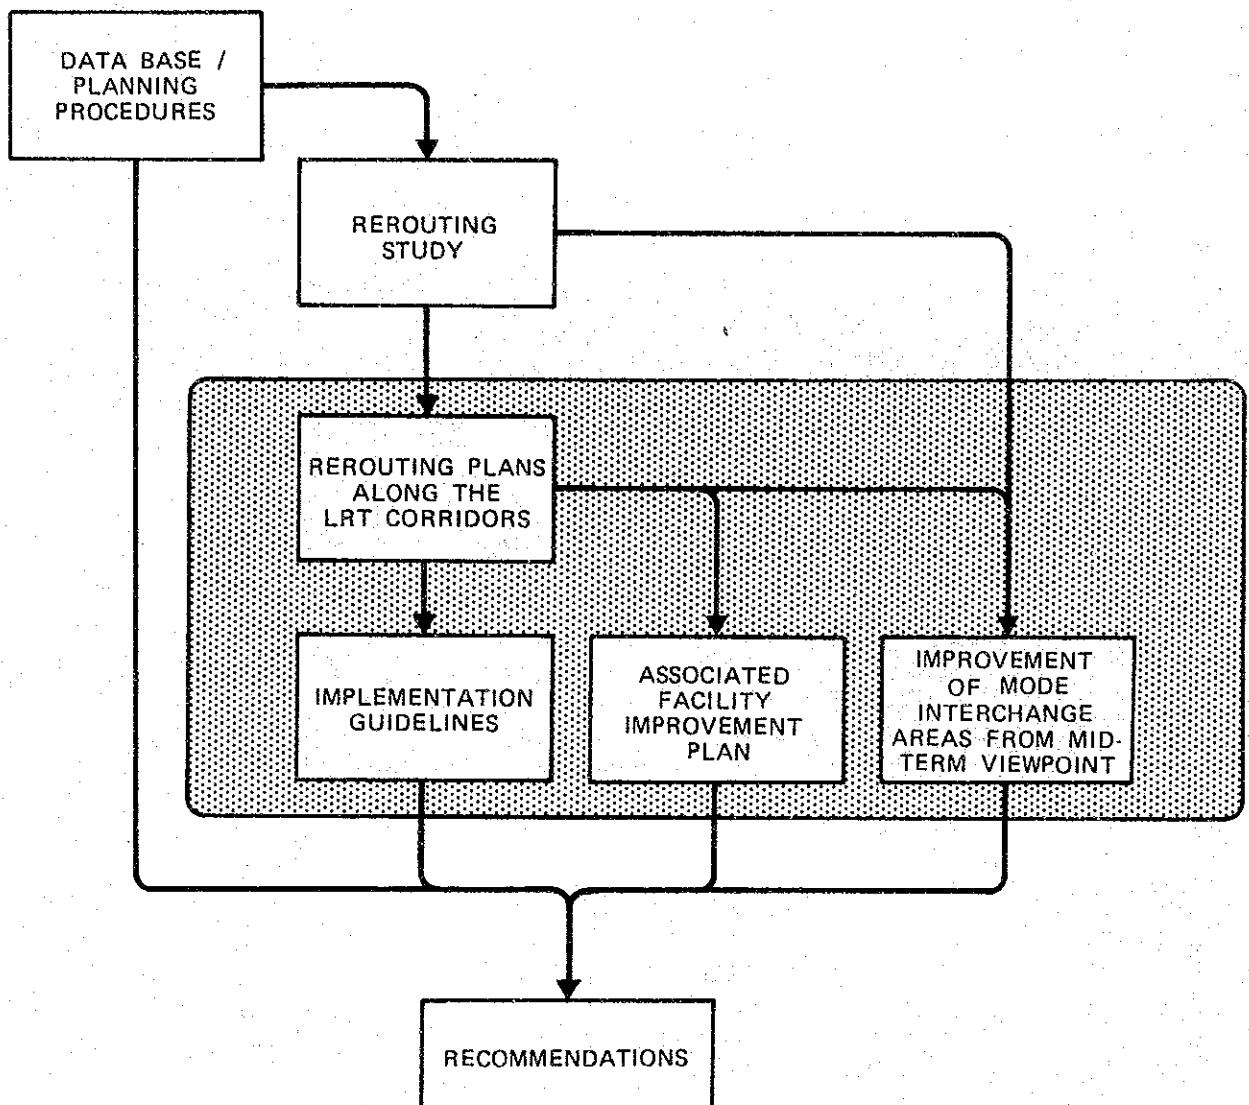 DATA BASE /
PLANNING
PROCEDURES
REROUTING
STUDY
REROUTING PLANS
ALONG THE
LRT CORRIDORS
IMPLEMENTATION
GUIDELINES
ASSOCIATED
FACILITY
IMPROVEMENT
PLAN
IMPROVEMENT
OF MODE
INTERCHANGE
AREAS FROM MID-
TERM VIEWPOINT
RECOMMENDATIONS